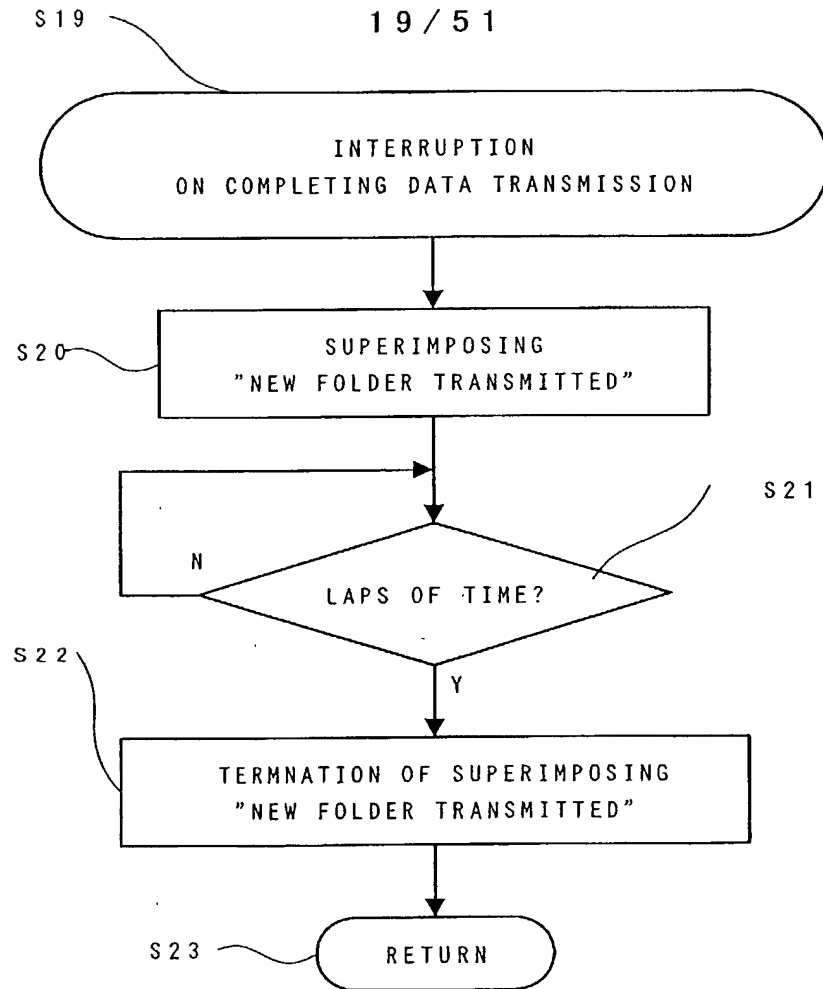 S19
19/51
INTERRUPTION
ON COMPLETING DATA TRANSMISSION
S20
SUPERIMPOSING
"NEW FOLDER TRANSMITTED"
S21
N
LAPS OF TIME?
S22
Y
TERMNATION OF SUPERIMPOSING
"NEW FOLDER TRANSMITTED"
S23
RETURN